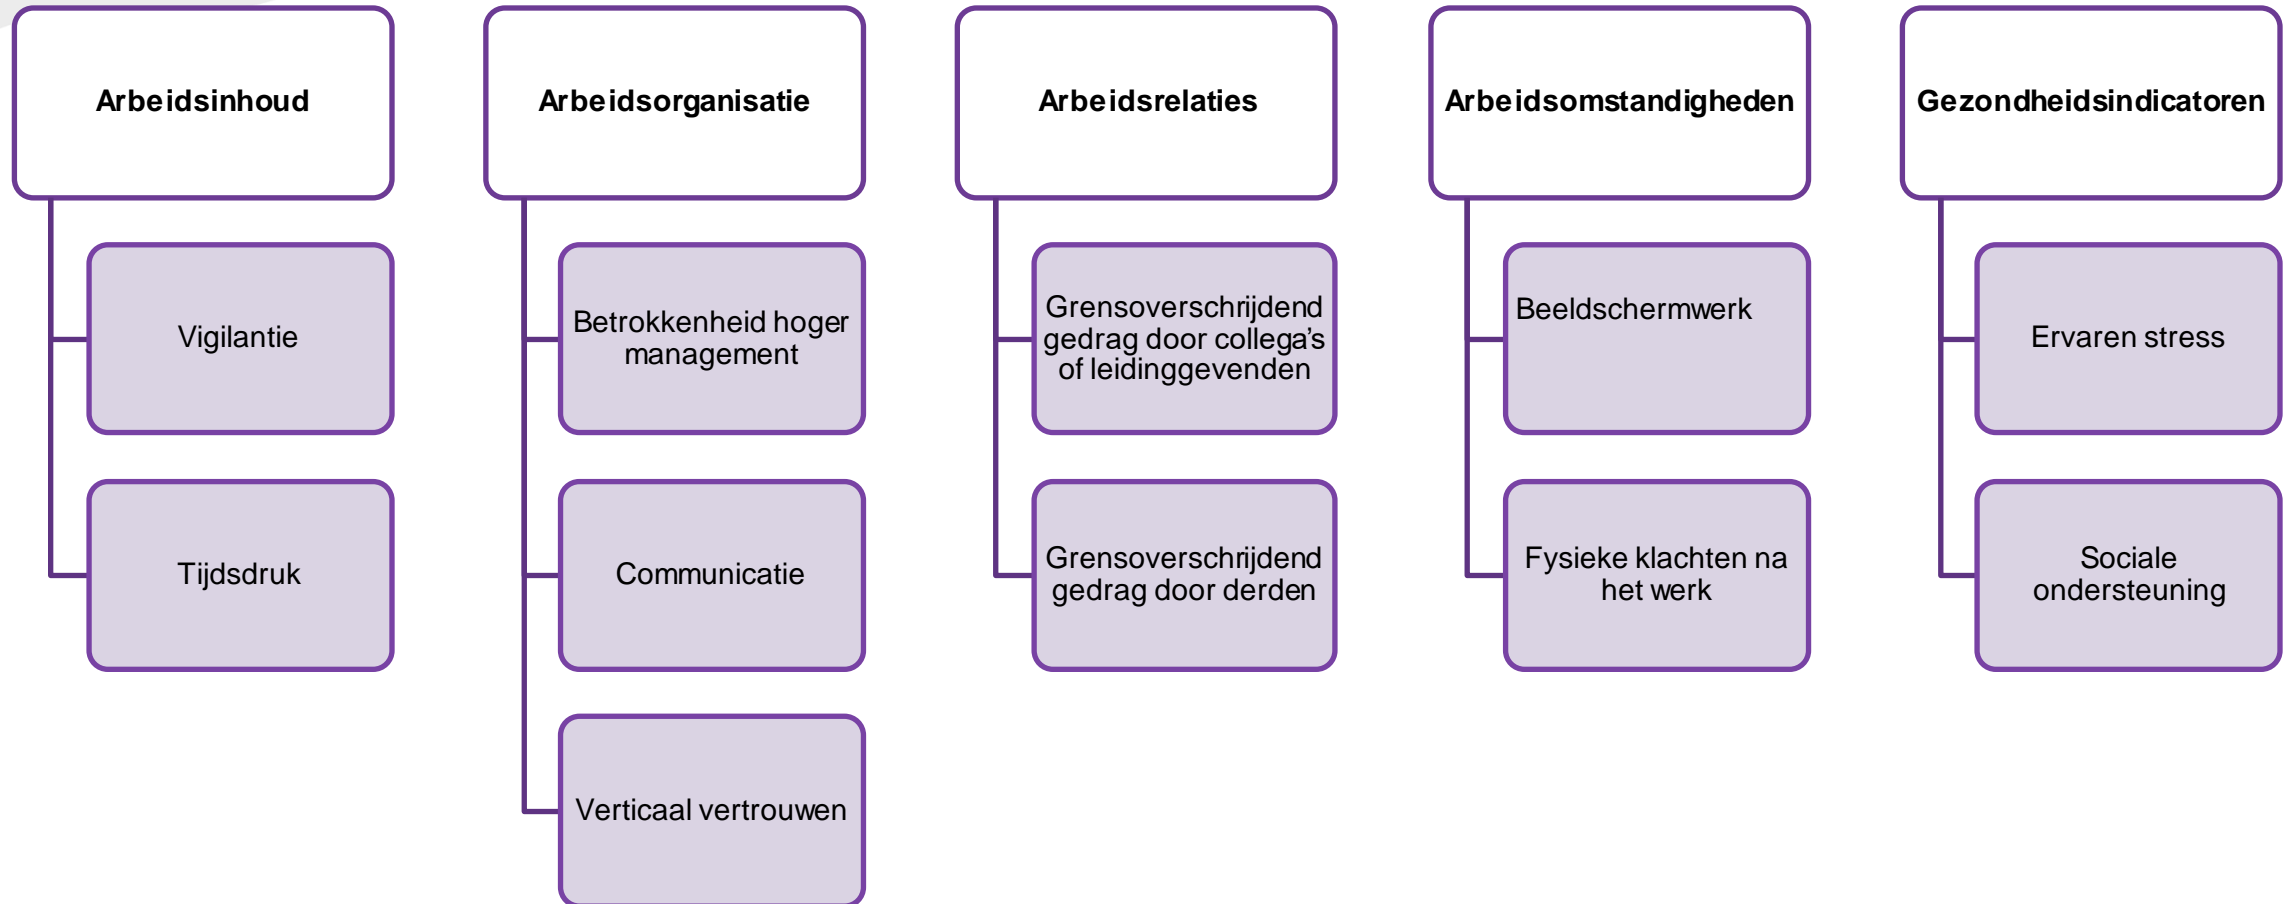 Arbeidsinhoud
Vigilantie
Tijdsdruk
Arbeidsorganisatie
Betrokkenheid hoger
management
Communicatie
Verticaal vertrouwen
Arbeidsrelaties
Grensoverschrijdend
gedrag door collega's
of leidinggevenden
Grensoverschrijdend
gedrag door derden
Arbeidsomstandigheden
Beeldschermwerk
Fysieke klachten na
het werk
Gezondheidsindicatoren
Ervaren stress
Sociale
ondersteuning